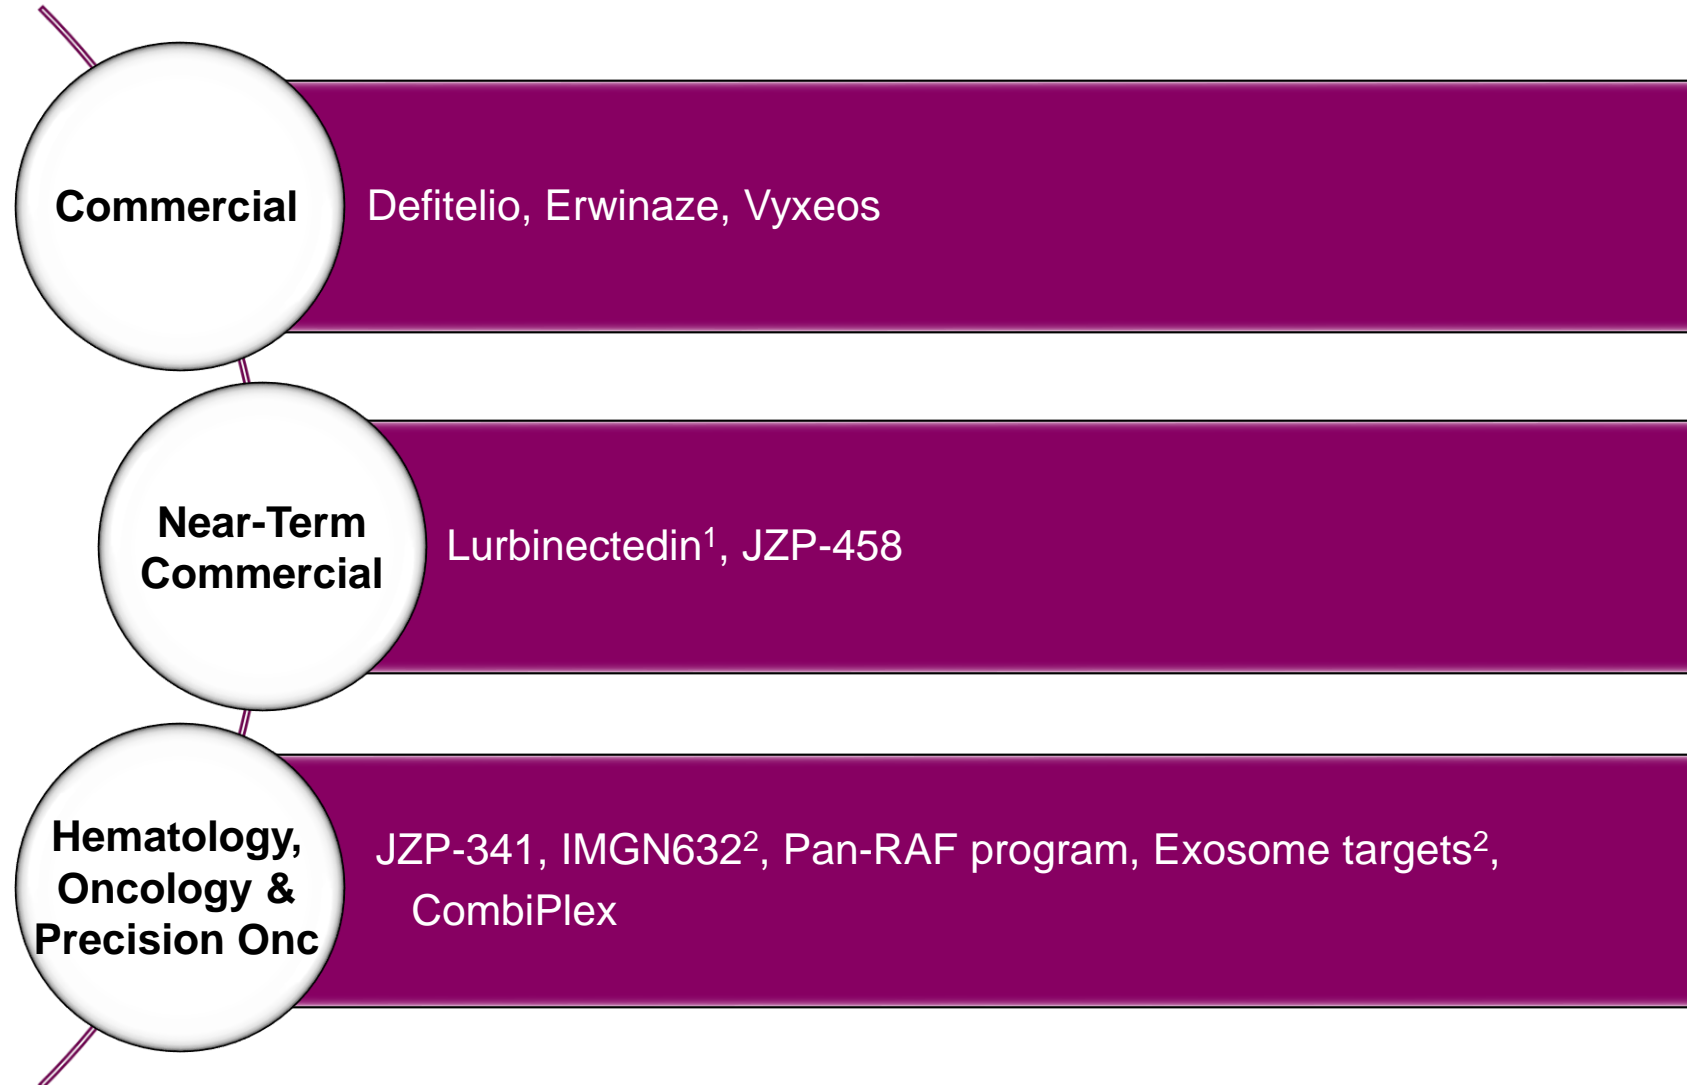 Commercial
Defitelio, Erwinaze, Vyxeos
Near-Term
Commercial
Lurbinectedin¹, JZP-458
Hematology,
Oncology &
Precision Onc
JZP-341, IMGN632², Pan-RAF program, Exosome targets²,
CombiPlex